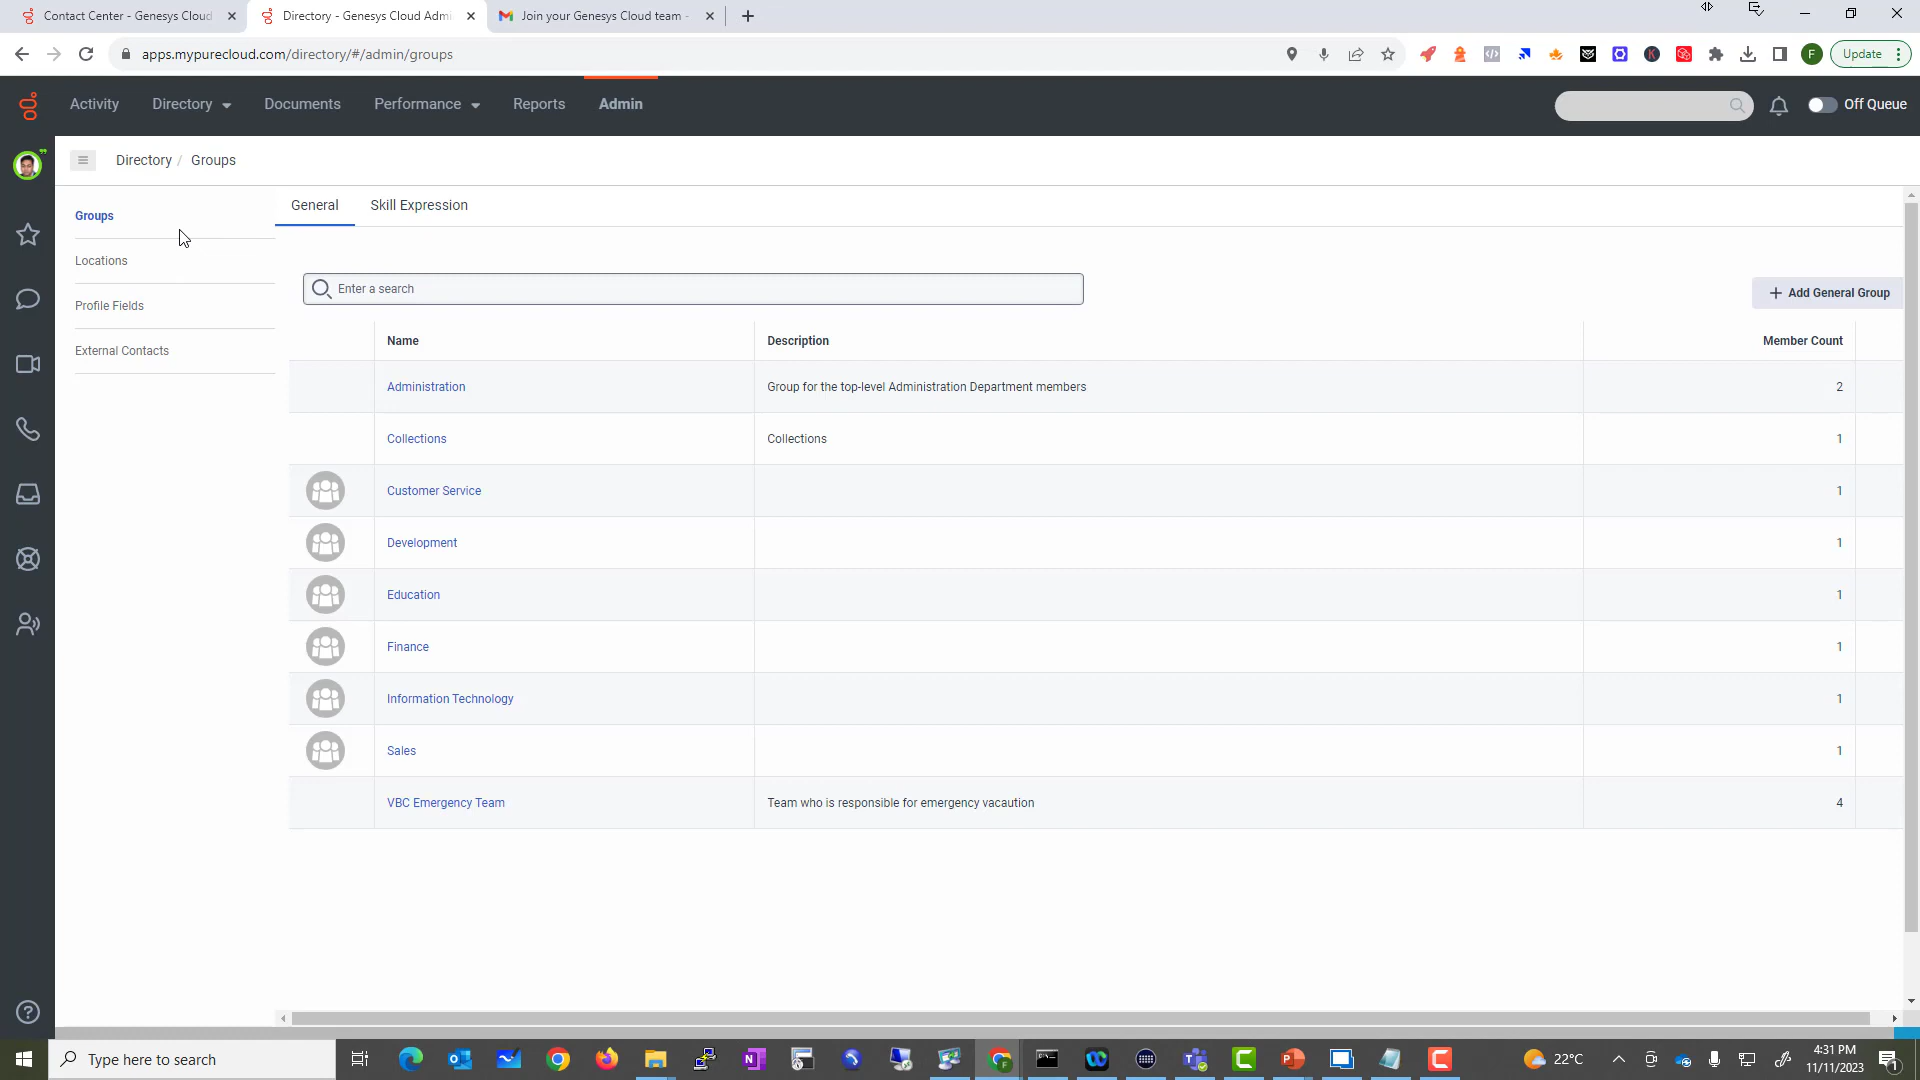 Contact Center - Genesys Cloud
Directory - Genesys Cloud Admi
Join your Genesys Cloud team -
apps.mypurecloud.com/directory/#/admin/groups
F
Update
Activity
Directory
Documents
Performance
Reports
Admin
Off Queue
Directory / Groups
Groups
Locations
Profile Fields
External Contacts
General
Skill Expression
Enter a search
+ Add General Group
Name
Description
Member Count
Administration
Group for the top-level Administration Department members
2
Collections
Collections
1
Customer Service
1
Development
1
Education
1
Finance
1
Information Technology
1
Sales
1
VBC Emergency Team
Team who is responsible for emergency vacaution
4
Type here to search
22°C
4:31 PM
11/11/2023
1